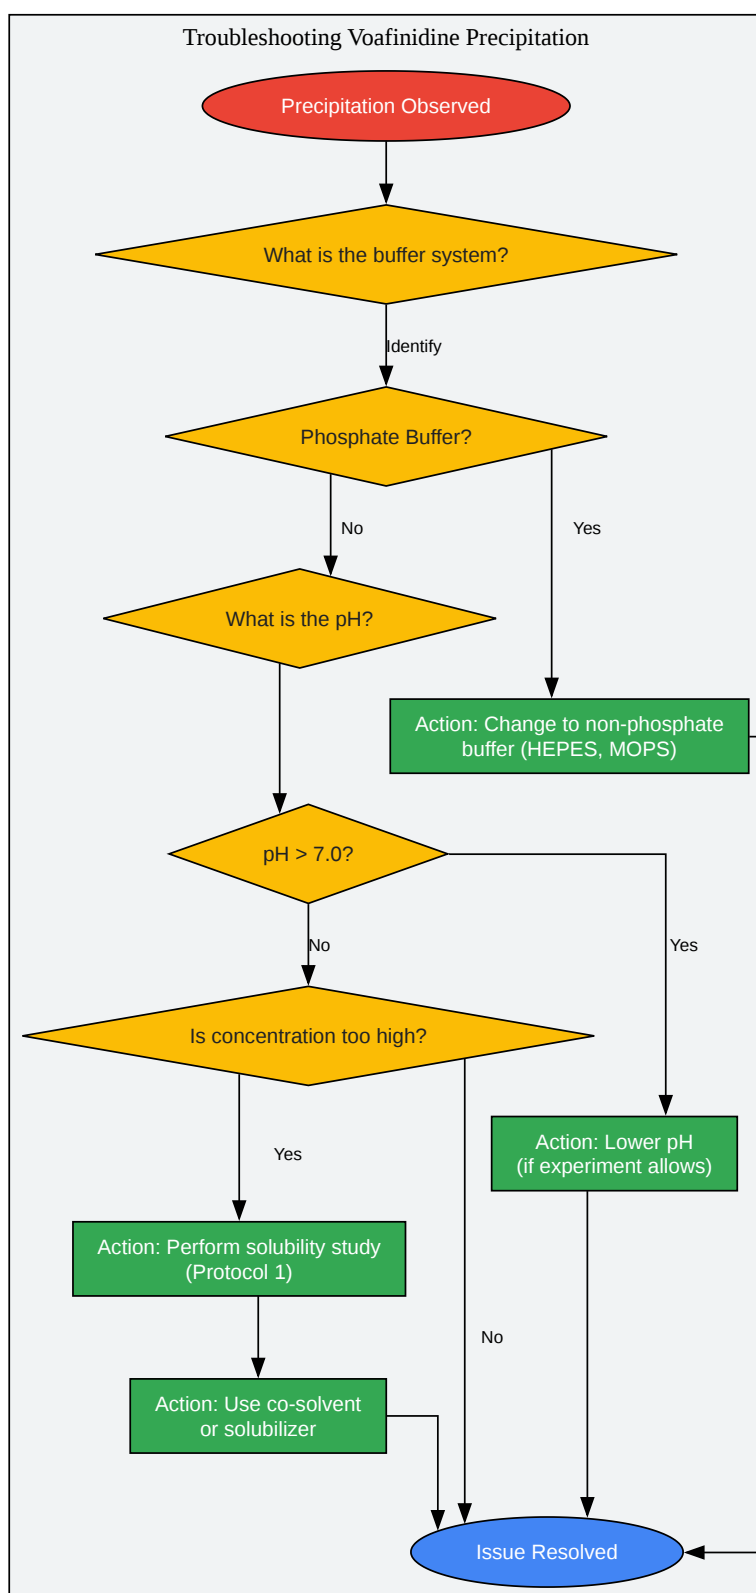 Troubleshooting Voafinidine Precipitation
Precipitation Observed
What is the buffer system?
Identify
Phosphate Buffer?
No
Yes
What is the pH?
Action: Change to non-phosphate
buffer (HEPES, MOPS)
pH > 7.0?
No
Yes
Is concentration too high?
Yes
Action: Lower pH
(if experiment allows)
Action: Perform solubility study
(Protocol 1)
No
Action: Use co-solvent
or solubilizer
Issue Resolved